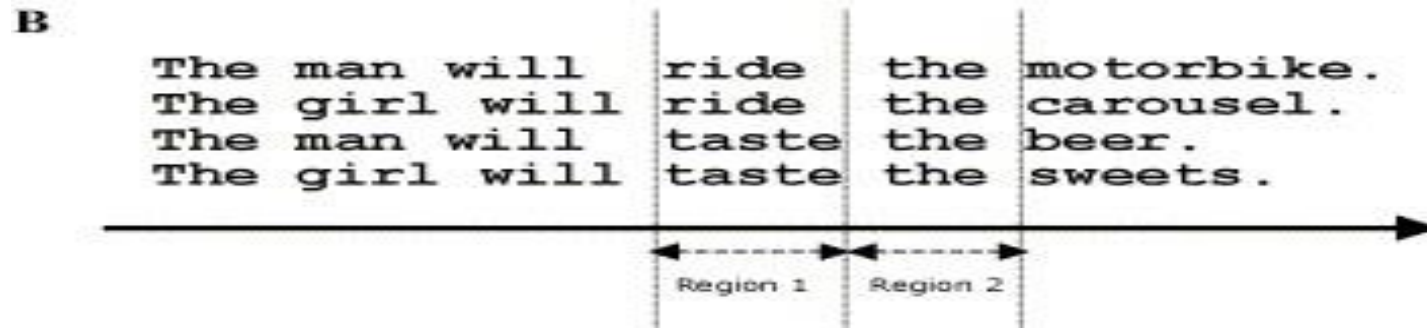 B
The man will ride the motorbike.
The girl will ride the carousel.
The man will taste the beer.
The girl will taste the sweets.
Region 1 Region 2